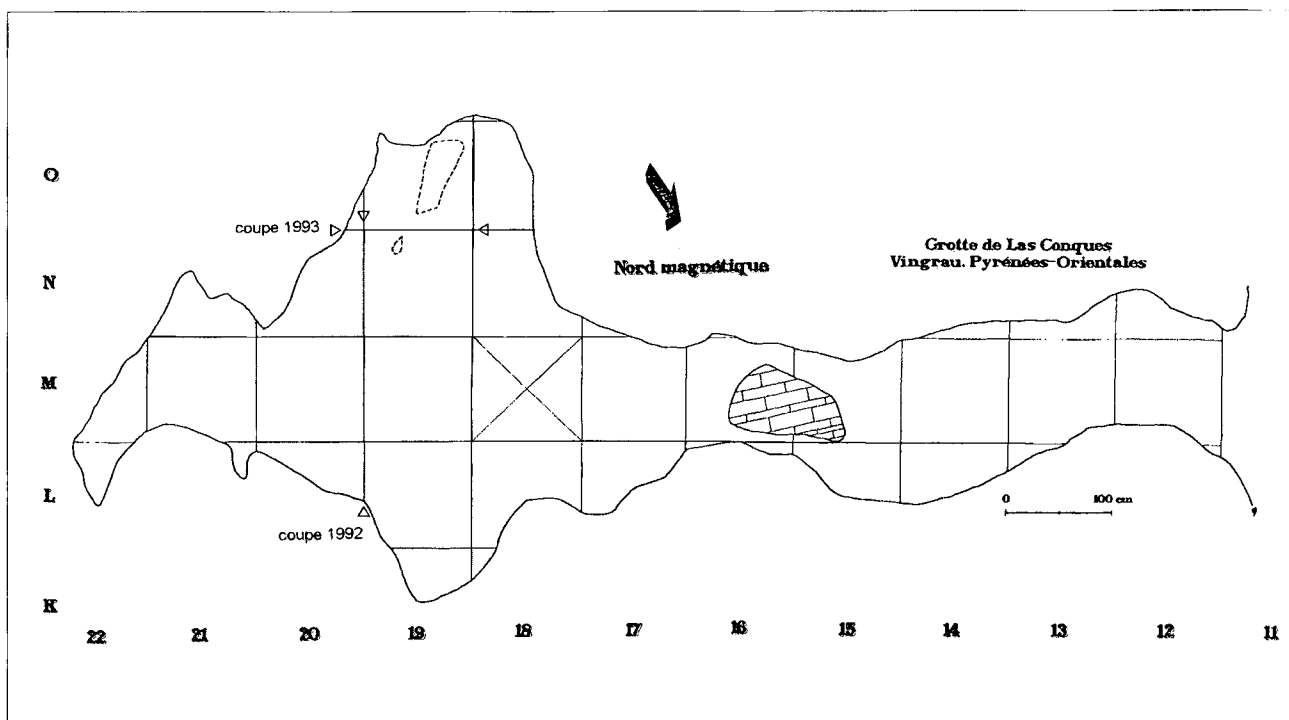 Q
coupe 1993
Grotte de Las Conques
Vingrau. Pyrénées-Orientales
Nord magnétique
N
M
L
0 100 cm
coupe 1992
K
22 21 20 19 18 17 16 15 14 13 12 11